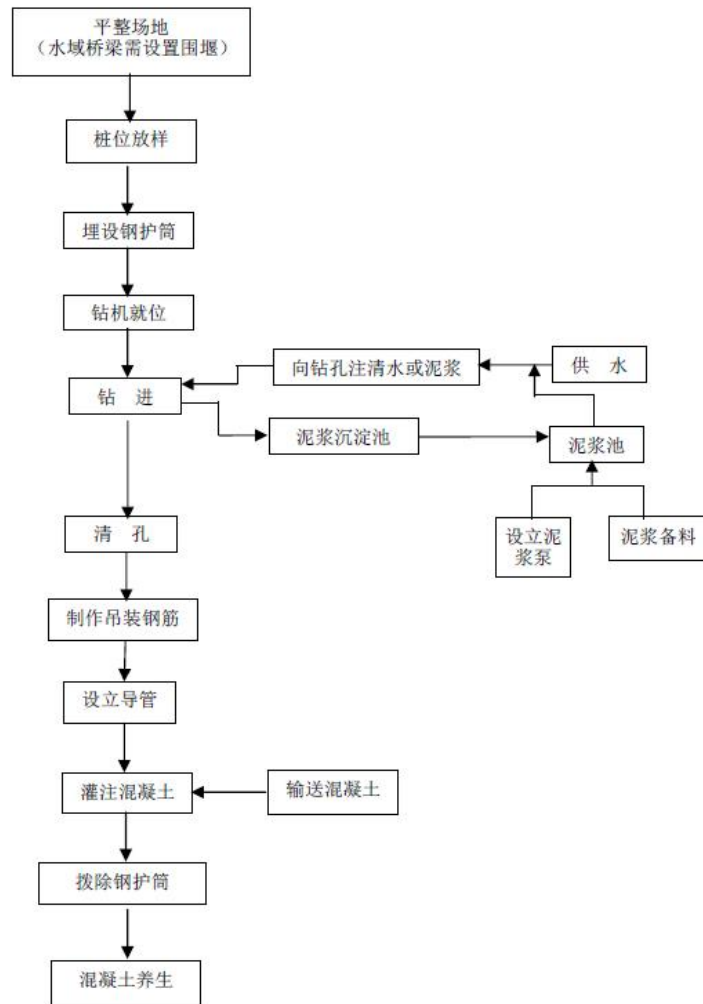 平整场地
（水域桥梁需设置围堰）
桩位放样
埋设钢护筒
钻机就位
向钻孔注清水或泥浆
供 水
钻 进
泥浆沉淀池
泥浆池
清 孔
设立泥
浆泵
泥浆备料
制作吊装钢筋
设立导管
灌注混凝土
输送混凝土
拨除钢护筒
混凝土养生